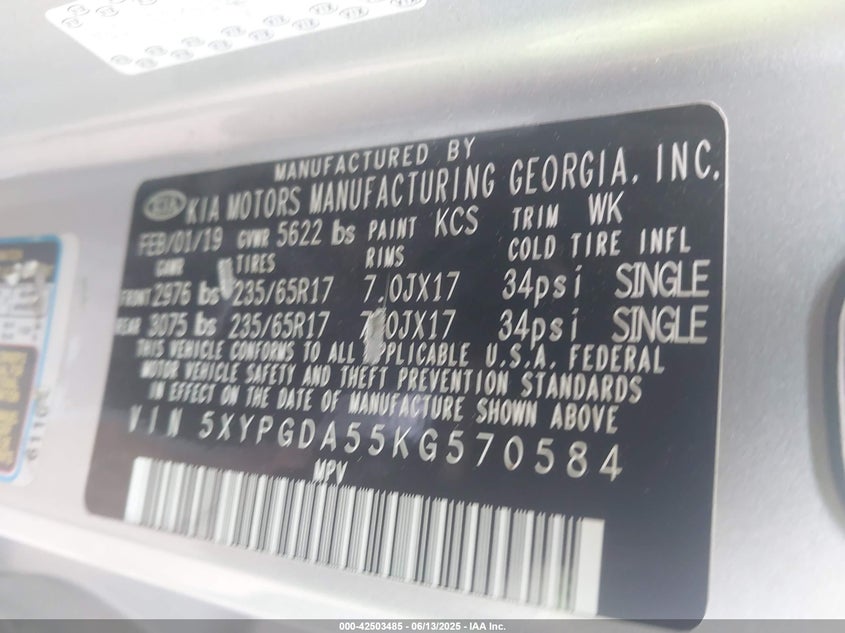 MANUFACTURED BY
KIA KIA MOTORS MANUFACTURING GEORGIA, INC.
FEB/01/19 GVWR 5622 lbs PAINT KCS TRIM WK
GAWR TIRES RIMS COLD TIRE INFL
FRONT 2976 lbs 235/65R17 7.0JX17 34psi SINGLE
REAR 3075 lbs 235/65R17 7.0JX17 34psi SINGLE
THIS VEHICLE CONFORMS TO ALL APPLICABLE U.S.A. FEDERAL
MOTOR VEHICLE SAFETY AND THEFT PREVENTION STANDARDS
IN EFFECT ON THE DATE OF MANUFACTURE SHOWN ABOVE
VIN 5XYPGDA55KG570584
MPV
000-42503485 - 06/13/2025 - IAA Inc.